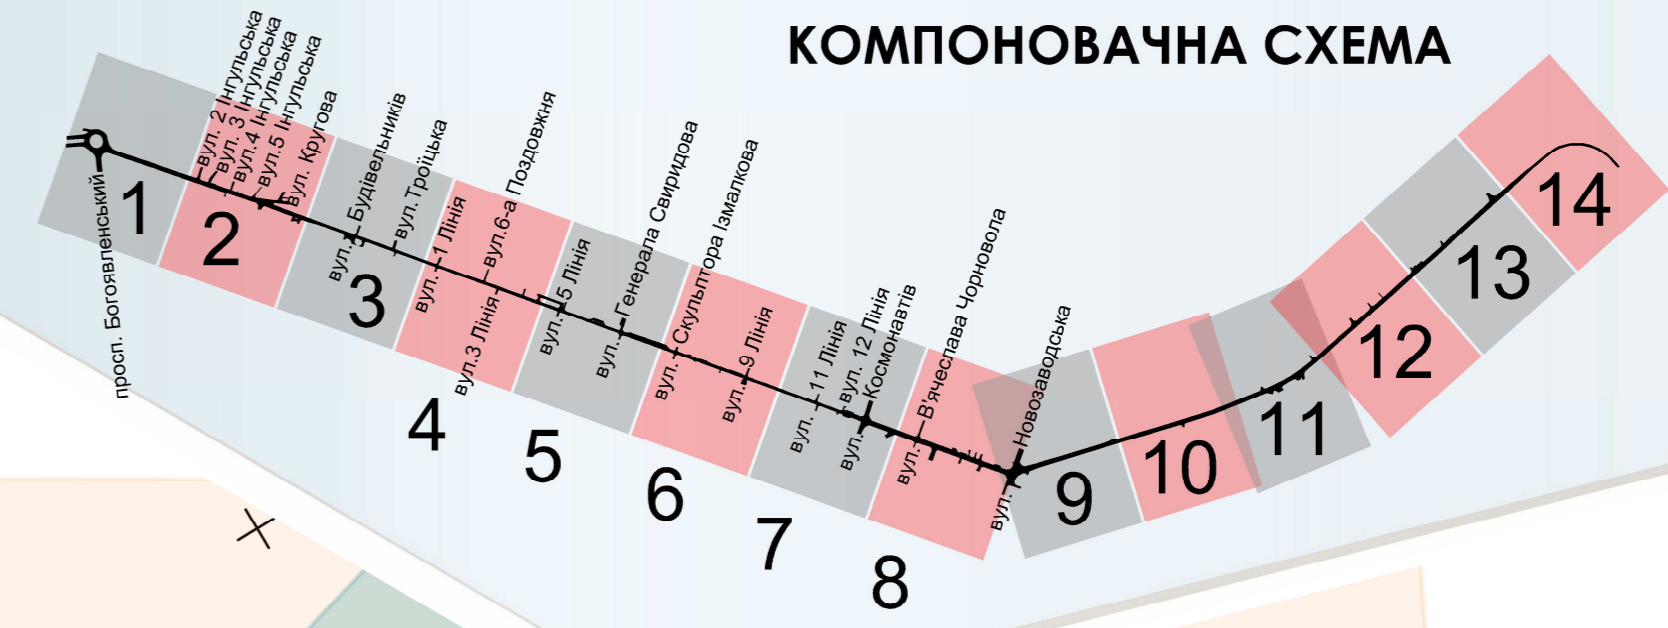 КОМПОНОВАЧНА СХЕМА
просп. Богоявленський
1
вул. 2 Інгульська
вул. 3 Інгульська
вул.4 Інгульська
вул.5 Інгульська
вул. Кругова
2
вул. Будівельників
вул. Троїцька
3
вул. 1 Лінія
вул.3 Лінія
вул.6-а Поздовжня
4
вул. 5 Лінія
вул. Генерала Свиридова
5
вул. Скульптора Ізмалкова
вул. 9 Лінія
6
вул. 11 Лінія
вул. 12 Лінія
вул. Космонавтів
7
вул. В'ячеслава Чорновола
8
вул. Новозаводська
9
10
11
12
13
14